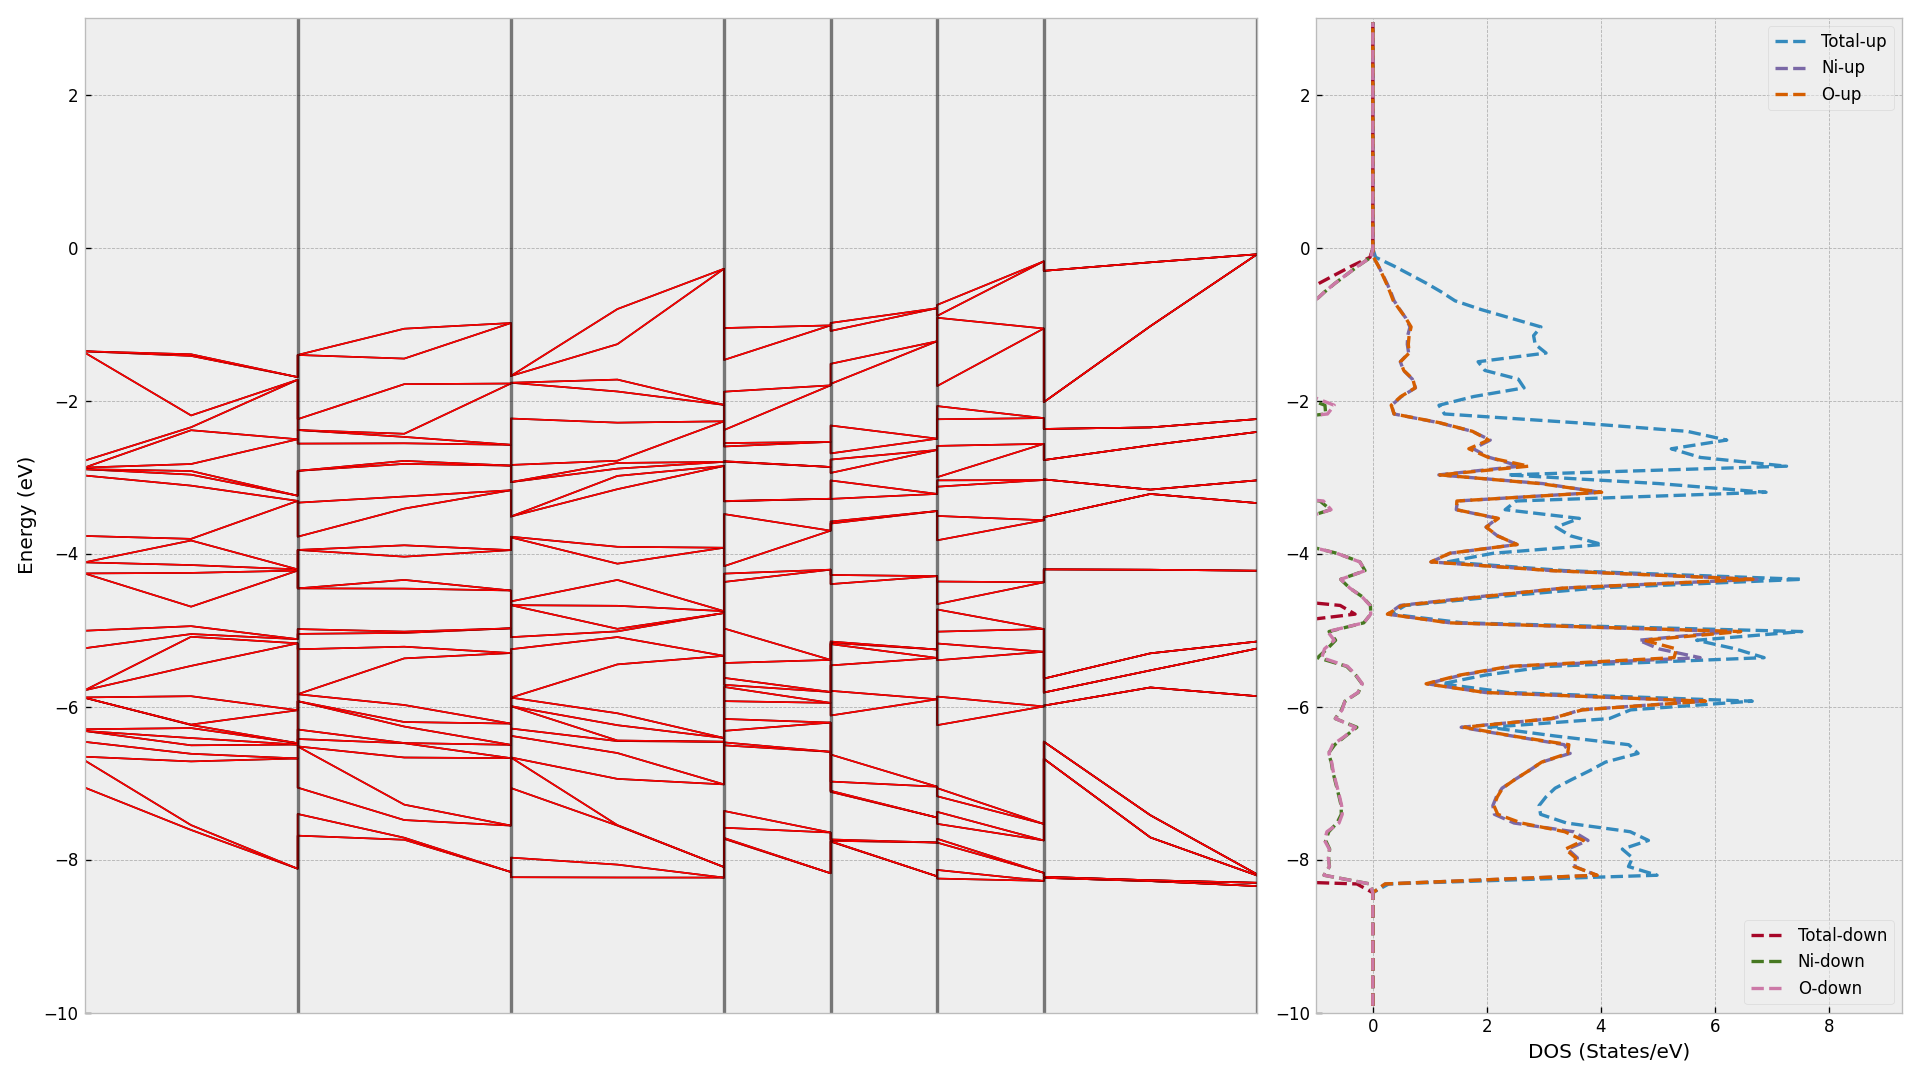 Energy (eV)
2
0
−2
−4
−6
−8
−10
2
0
−2
−4
−6
−8
−10
Total-up
Ni-up
O-up
Total-down
Ni-down
O-down
0 2 4 6 8
DOS (States/eV)